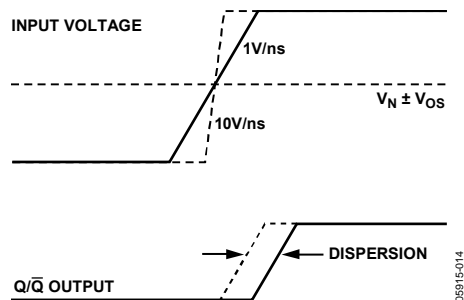 INPUT VOLTAGE
1V/ns
V_N ± V_OS
10V/ns
DISPERSION
Q/Q̅ OUTPUT
05915-014